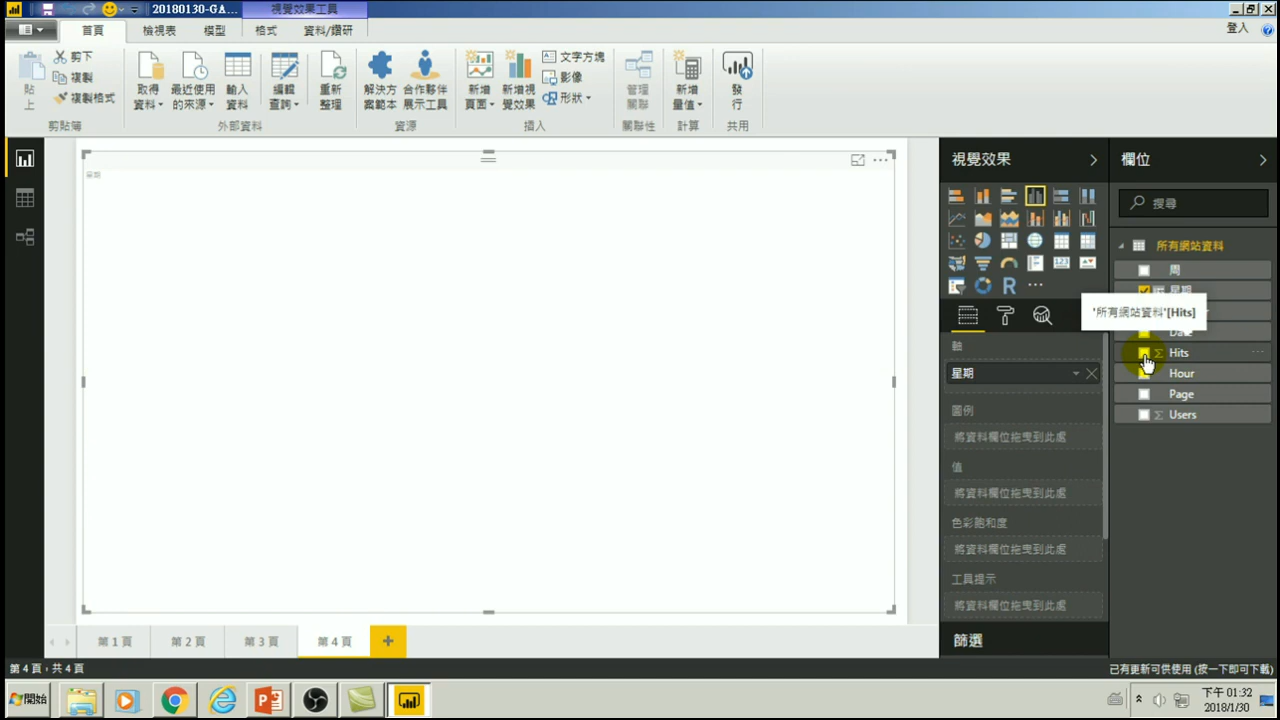 20180130-GA...
視覺效果工具
首頁
檢視表
模型
格式
資料/鑽研
登入
貼上
剪下
複製
複製格式
剪貼簿
取得資料
最近使用的來源
輸入資料
編輯查詢
外部資料
重新整理
解決方案範本
合作夥伴展示工具
資源
新增頁面
新增視覺效果
文字方塊
影像
形狀
插入
管理關聯
關聯性
新增量值
計算
發行
共用
星期
視覺效果
軸
星期
圖例
將資料欄位拖曳到此處
值
將資料欄位拖曳到此處
色彩飽和度
將資料欄位拖曳到此處
工具提示
將資料欄位拖曳到此處
篩選
欄位
搜尋
所有網站資料
周
星期
'所有網站資料'[Hits]
Date
Hits
Hour
Page
Users
第 1 頁
第 2 頁
第 3 頁
第 4 頁
第 4 頁，共 4 頁
已有更新可供使用 (按一下即可下載)
開始
下午 01:32
2018/1/30